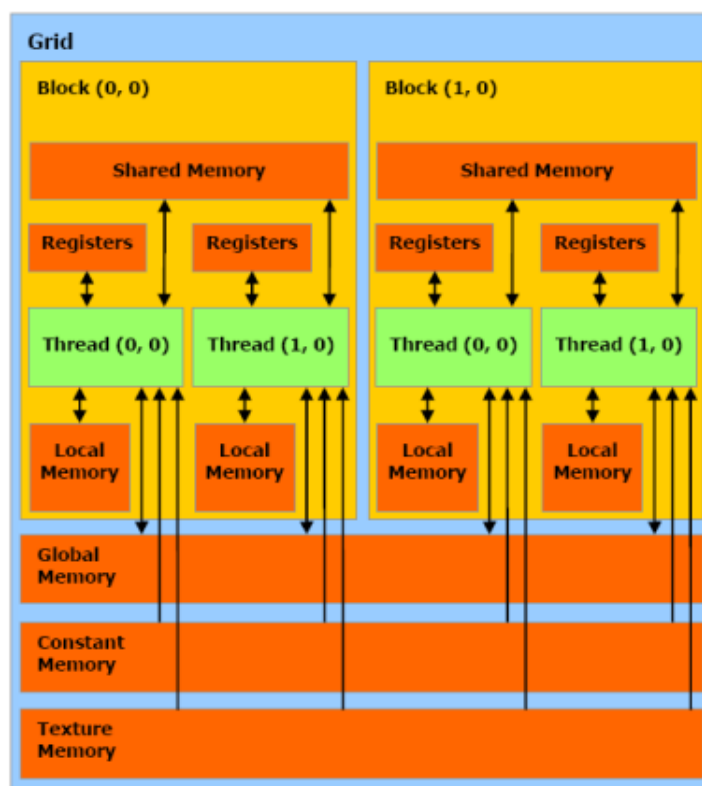 Grid
Block (0, 0)
Block (1, 0)
Shared Memory
Shared Memory
Registers
Registers
Registers
Registers
Thread (0, 0)
Thread (1, 0)
Thread (0, 0)
Thread (1, 0)
Local
Memory
Local
Memory
Local
Memory
Local
Memory
Global
Memory
Constant
Memory
Texture
Memory